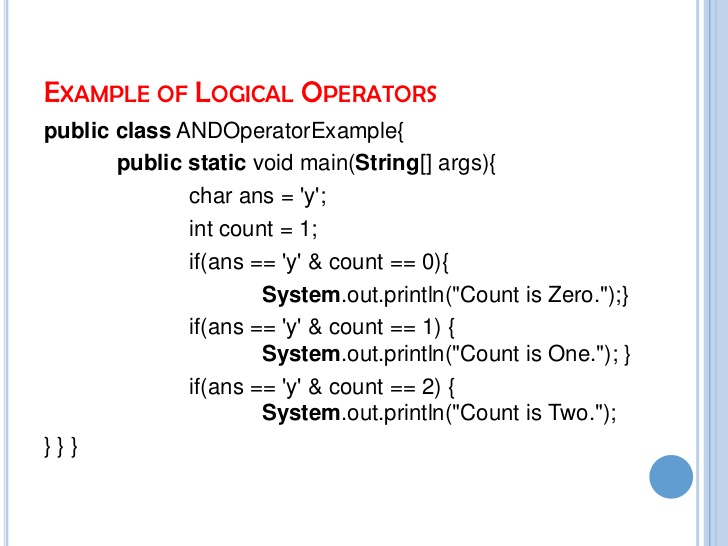 EXAMPLE OF LOGICAL OPERATORS
public class ANDOperatorExample{
public static void main(String[] args){
char ans = 'y';
int count = 1;
if(ans == 'y' & count == 0){
System.out.println("Count is Zero.");}
if(ans == 'y' & count == 1) {
System.out.println("Count is One."); }
if(ans == 'y' & count == 2) {
System.out.println("Count is Two.");
} } }